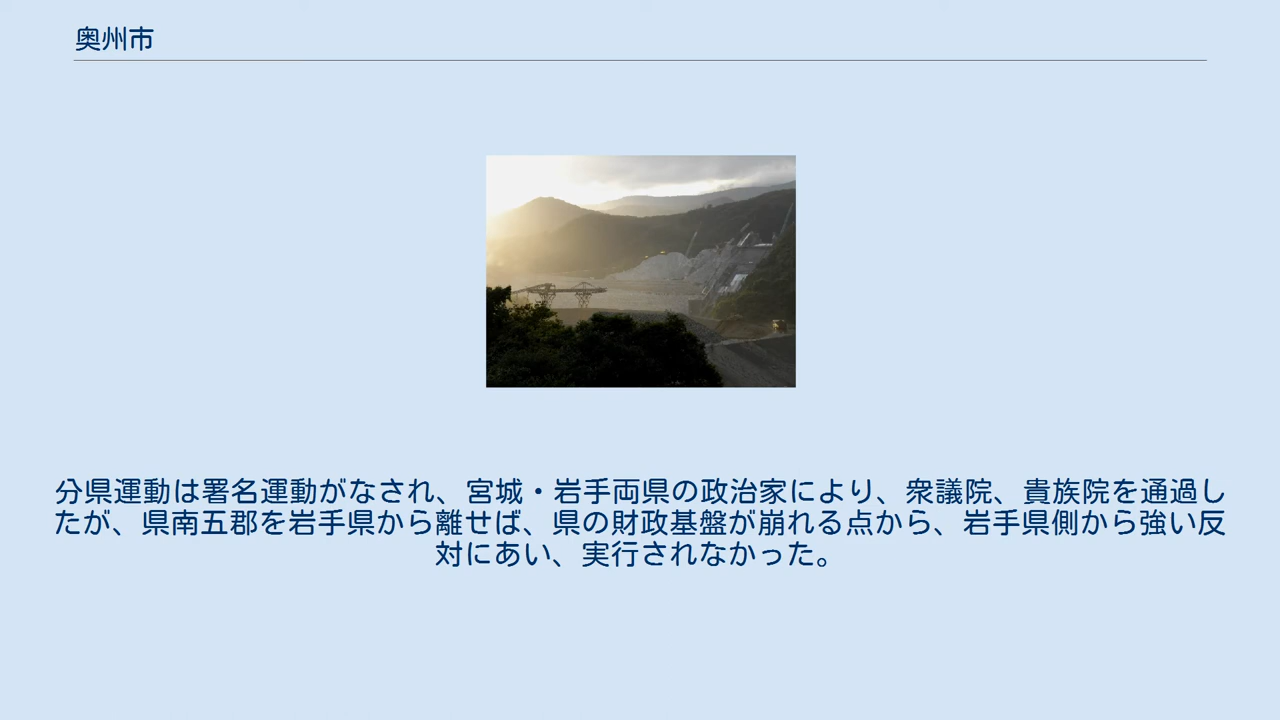 奥州市
分県運動は署名運動がなされ、宮城・岩手両県の政治家により、衆議院、貴族院を通過し
たが、県南五郡を岩手県から離せば、県の財政基盤が崩れる点から、岩手県側から強い反
対にあい、実行されなかった。